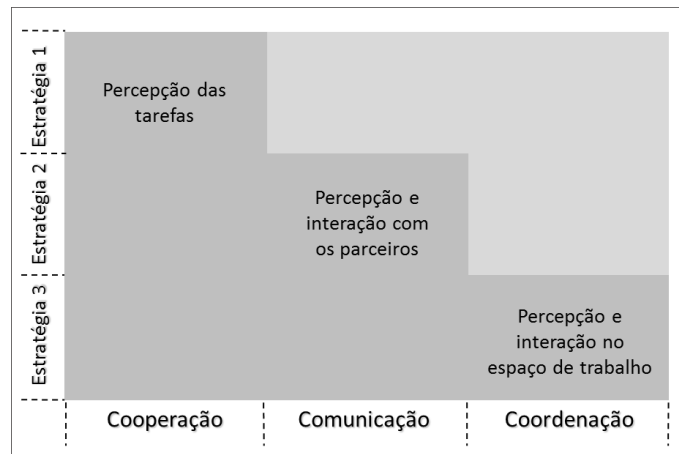 Estratégia 1
Percepção das
tarefas
Estratégia 2
Percepção e
interação com
os parceiros
Estratégia 3
Percepção e
interação no
espaço de trabalho
Cooperação
Comunicação
Coordenação